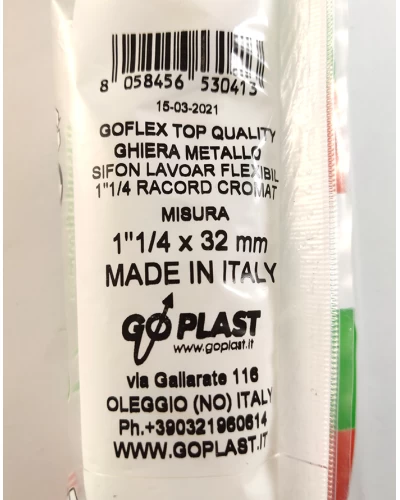 8 058456 530413
15-03-2021
GOFLEX TOP QUALITY
GHIERA METALLO
SIFON LAVOAR FLEXIBIL
1"1/4 RACORD CROMAT
MISURA
1"1/4 x 32 mm
MADE IN ITALY
GO PLAST
www.goplast.it
via Gallarate 116
OLEGGIO (NO) ITALY
Ph.+390321960614
WWW.GOPLAST.IT